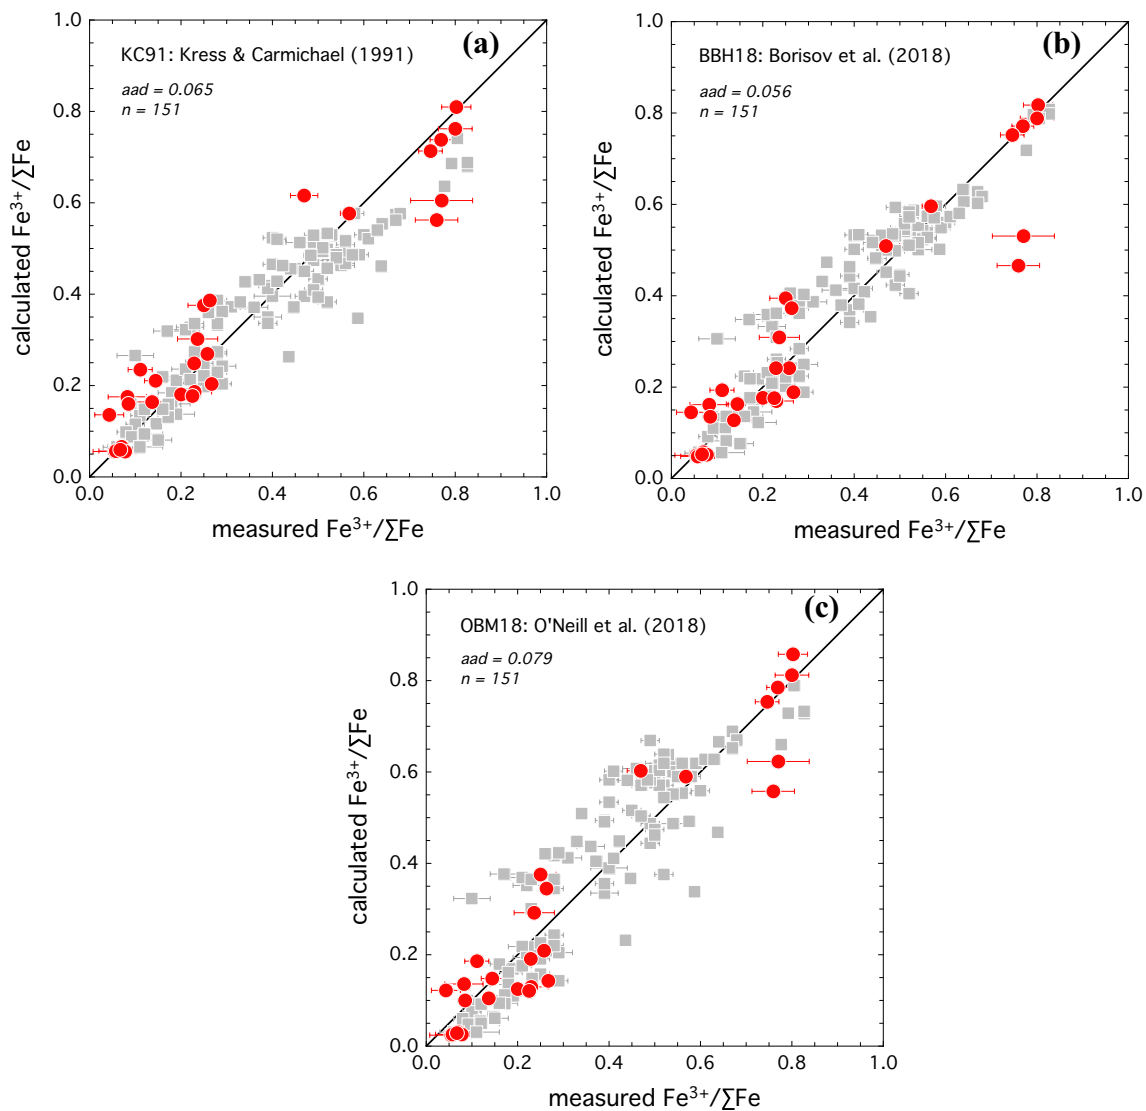 (a)
KC91: Kress & Carmichael (1991)
aad = 0.065
n = 151
calculated Fe³⁺/∑Fe
1.0
0.8
0.6
0.4
0.2
0.0
0.0 0.2 0.4 0.6 0.8 1.0
measured Fe³⁺/∑Fe
(b)
BBH18: Borisov et al. (2018)
aad = 0.056
n = 151
calculated Fe³⁺/∑Fe
1.0
0.8
0.6
0.4
0.2
0.0
0.0 0.2 0.4 0.6 0.8 1.0
measured Fe³⁺/∑Fe
(c)
OBM18: O'Neill et al. (2018)
aad = 0.079
n = 151
calculated Fe³⁺/∑Fe
1.0
0.8
0.6
0.4
0.2
0.0
0.0 0.2 0.4 0.6 0.8 1.0
measured Fe³⁺/∑Fe